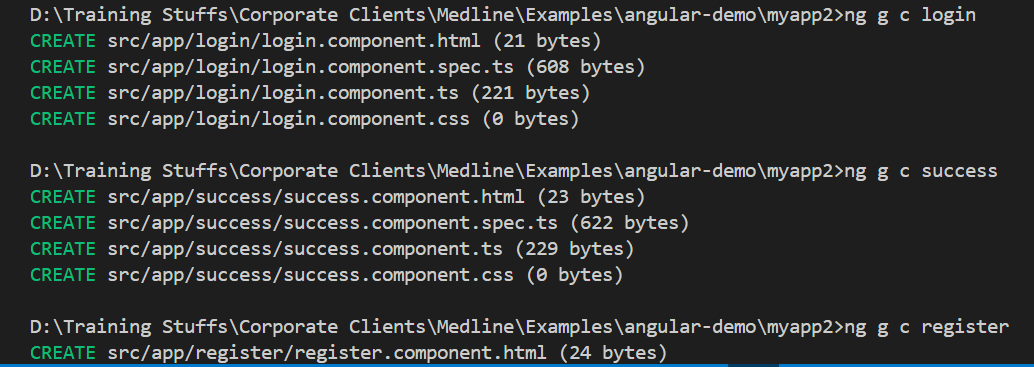 D:\Training Stuffs\Corporate Clients\Medline\Examples\angular-demo\myapp2>ng g c login
CREATE src/app/login/login.component.html (21 bytes)
CREATE src/app/login/login.component.spec.ts (608 bytes)
CREATE src/app/login/login.component.ts (221 bytes)
CREATE src/app/login/login.component.css (0 bytes)
D:\Training Stuffs\Corporate Clients\Medline\Examples\angular-demo\myapp2>ng g c success
CREATE src/app/success/success.component.html (23 bytes)
CREATE src/app/success/success.component.spec.ts (622 bytes)
CREATE src/app/success/success.component.ts (229 bytes)
CREATE src/app/success/success.component.css (0 bytes)
D:\Training Stuffs\Corporate Clients\Medline\Examples\angular-demo\myapp2>ng g c register
CREATE src/app/register/register.component.html (24 bytes)